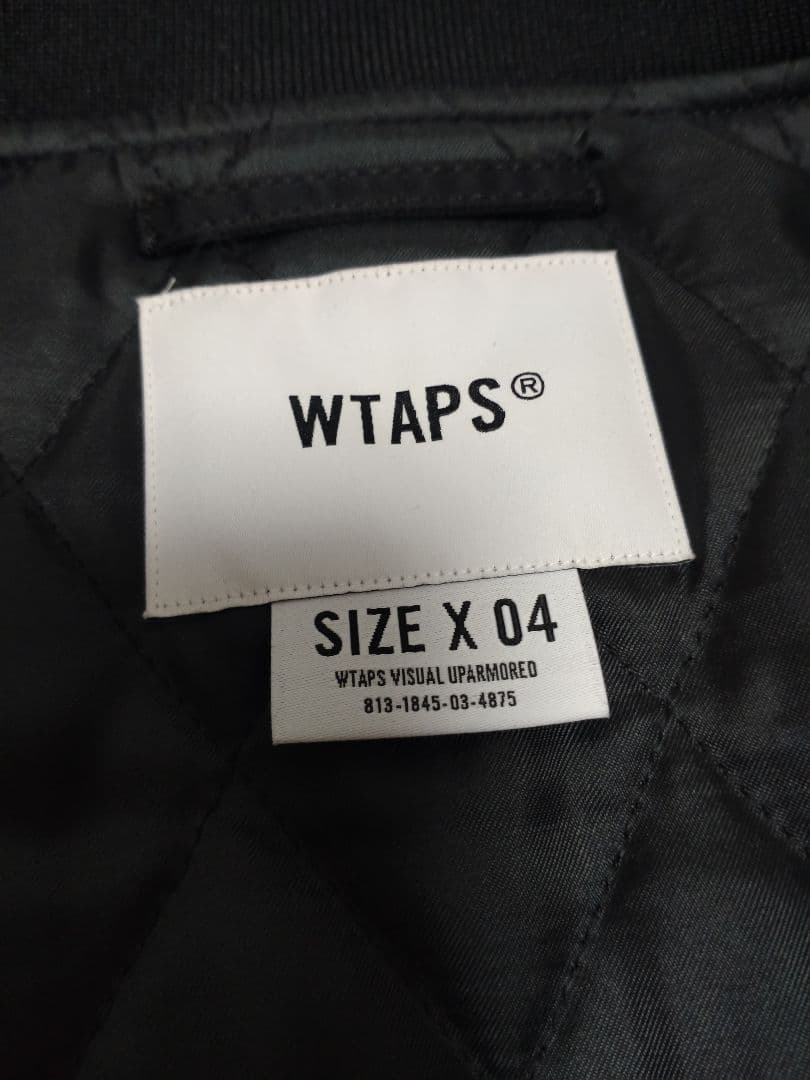 WTAPS®
SIZE X 04
WTAPS VISUAL UPARMORED
813-1845-03-4875